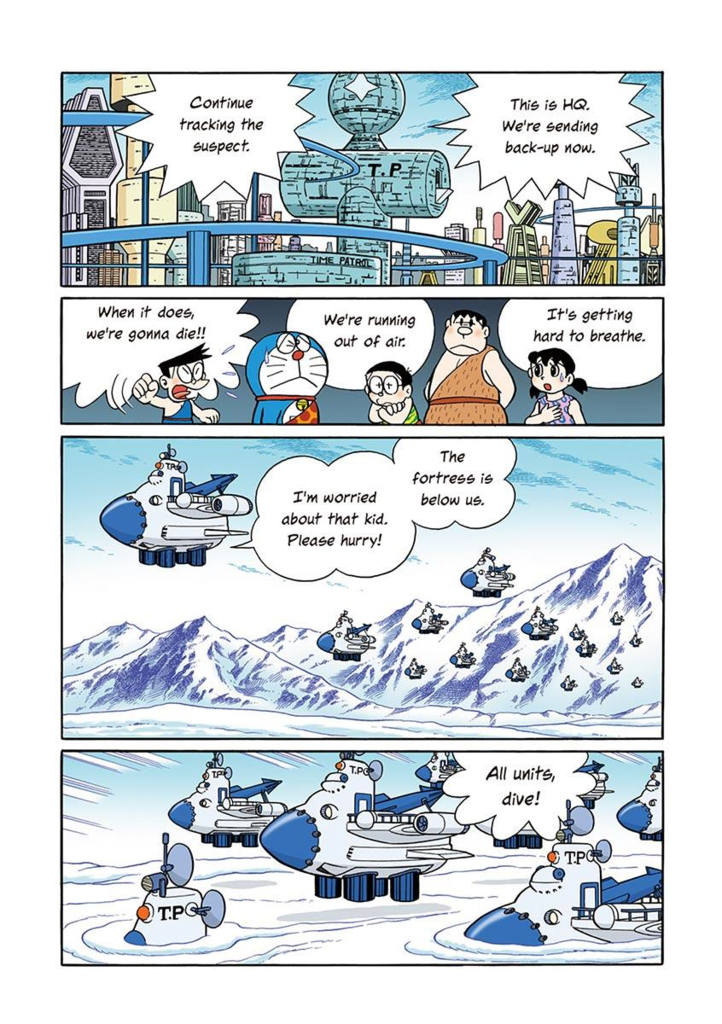 This is HQ.
We're sending
back-up now.
Continue
tracking the
suspect.
T.P
TIME PATROL
It's getting
hard to breathe.
We're running
out of air.
When it does,
we're gonna die!!
The
fortress is
below us.
I'm worried
about that kid.
Please hurry!
T.P
All units,
dive!
T.P
T.P
T.P
T.P